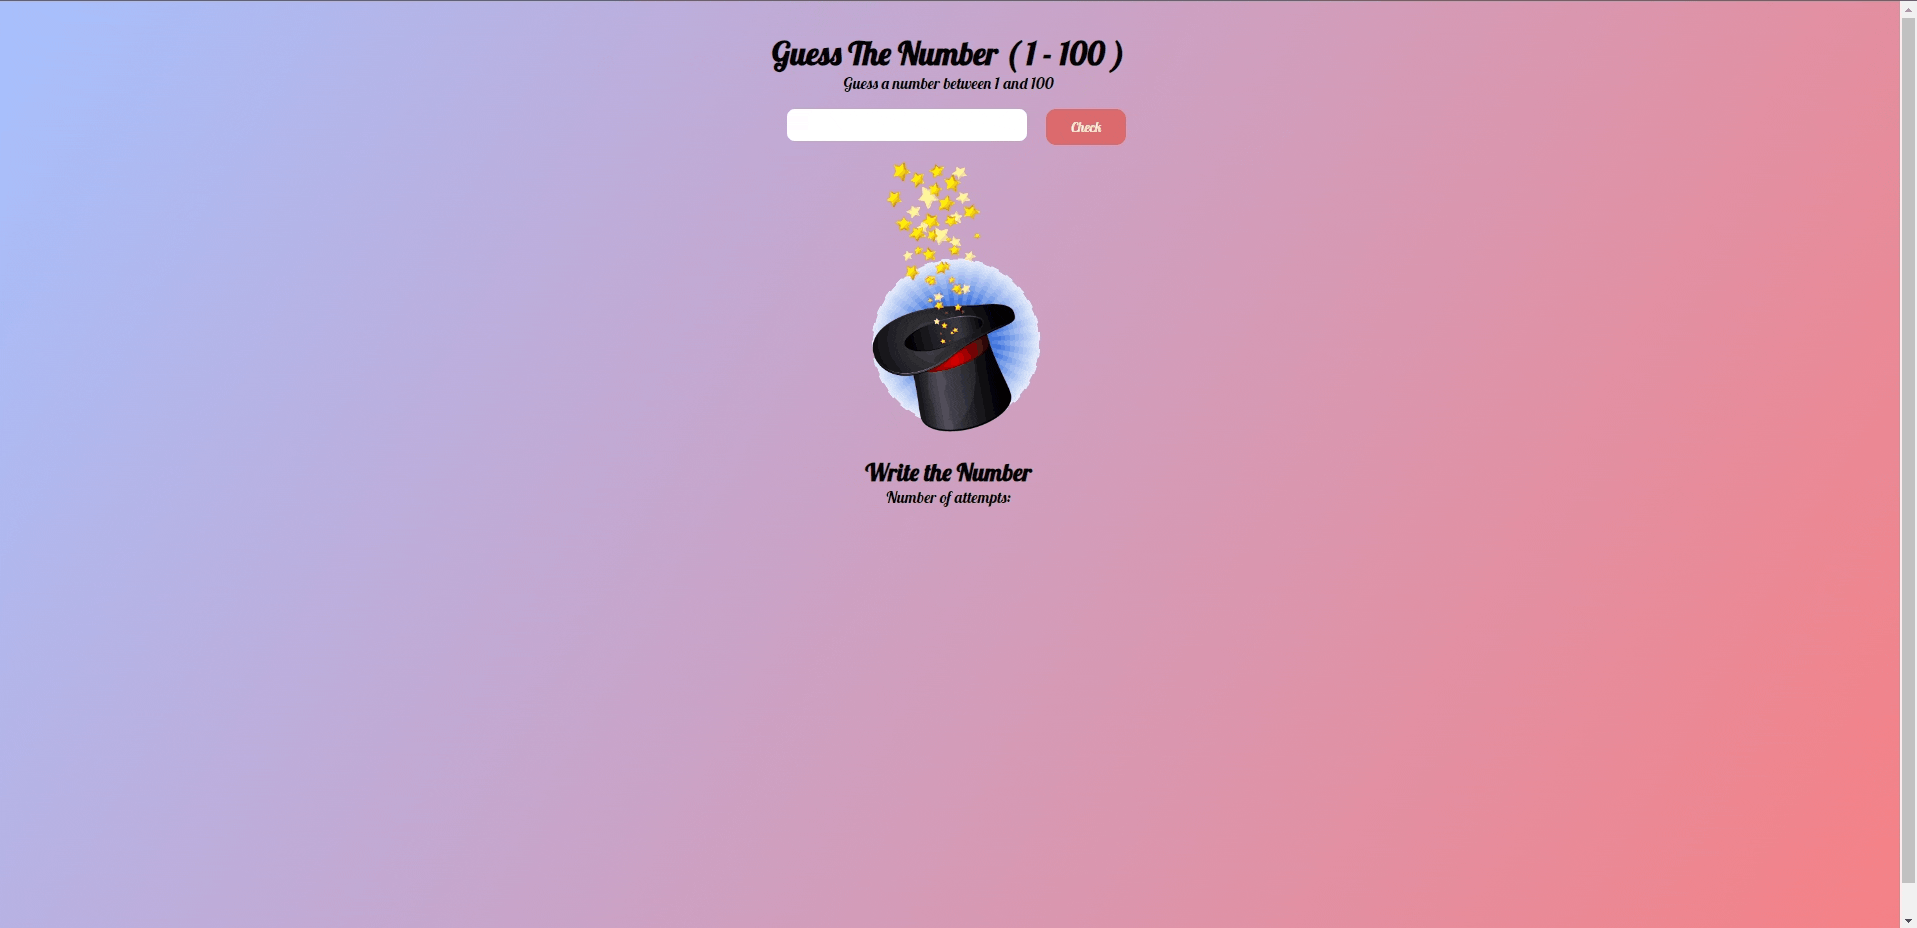 Guess The Number ( 1 - 100 )
Guess a number between 1 and 100
Check
Write the Number
Number of attempts: